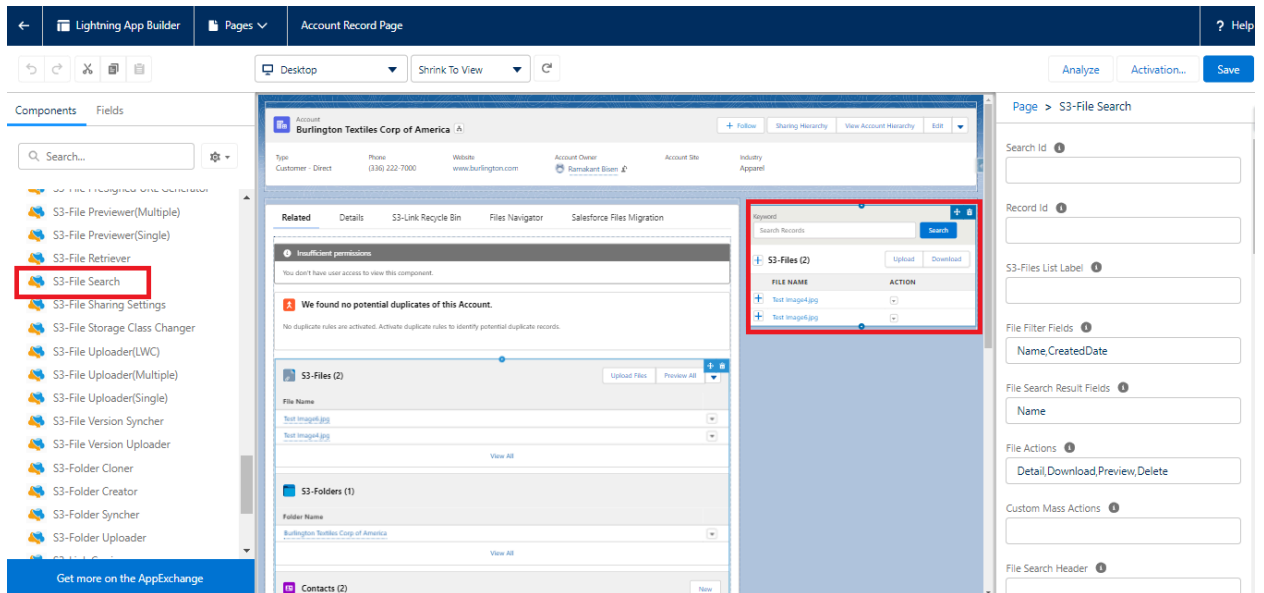 Lightning App Builder
Pages
Account Record Page
? Help
Desktop
Shrink To View
Analyze
Activation...
Save
Components
Fields
Search...
S3-File PreSigned URL Generator
S3-File Previewer(Multiple)
S3-File Previewer(Single)
S3-File Retriever
S3-File Search
S3-File Sharing Settings
S3-File Storage Class Changer
S3-File Uploader(LWC)
S3-File Uploader(Multiple)
S3-File Uploader(Single)
S3-File Version Syncher
S3-File Version Uploader
S3-Folder Cloner
S3-Folder Creator
S3-Folder Syncher
S3-Folder Uploader
Get more on the AppExchange
Account
Burlington Textiles Corp of America
+ Follow
Sharing Hierarchy
View Account Hierarchy
Edit
Type
Phone
Website
Account Owner
Account Site
Industry
Customer - Direct
(336) 222-7000
www.burlington.com
Ramakant Bisen
Apparel
Related
Details
S3-Link Recycle Bin
Files Navigator
Salesforce Files Migration
Insufficient permissions
You don't have user access to view this component.
We found no potential duplicates of this Account.
No duplicate rules are activated. Activate duplicate rules to identify potential duplicate records.
S3-Files (2)
Upload Files
Preview All
File Name
Test Image6.jpg
Test Image4.jpg
View All
S3-Folders (1)
Folder Name
Burlington Textiles Corp of America
View All
Contacts (2)
New
Keyword
Search Records
Search
S3-Files (2)
Upload
Download
FILE NAME
ACTION
Test Image4.jpg
Test Image6.jpg
Page > S3-File Search
Search Id
Record Id
S3-Files List Label
File Filter Fields
Name,CreatedDate
File Search Result Fields
Name
File Actions
Detail,Download,Preview,Delete
Custom Mass Actions
File Search Header